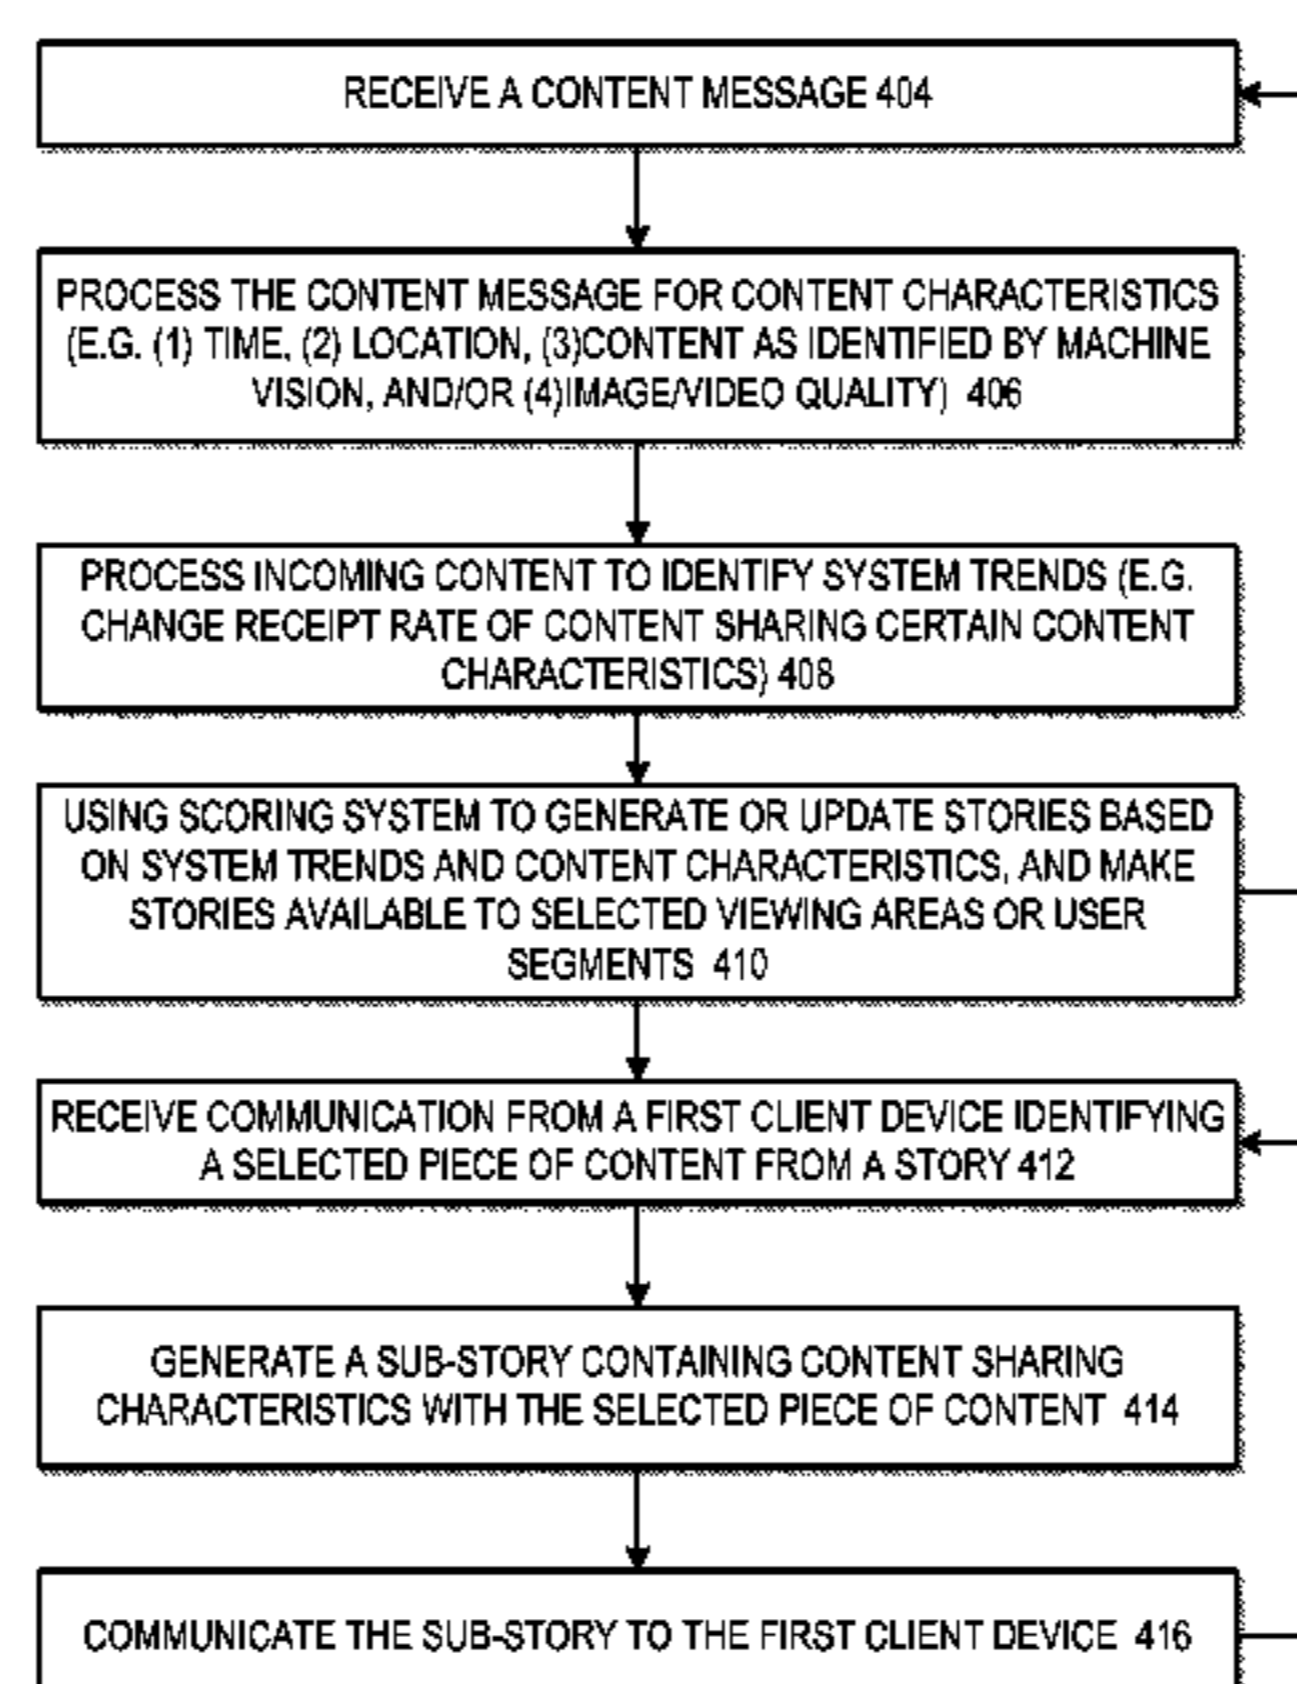 RECEIVE A CONTENT MESSAGE 404
PROCESS THE CONTENT MESSAGE FOR CONTENT CHARACTERISTICS
(E.G. (1) TIME, (2) LOCATION, (3)CONTENT AS IDENTIFIED BY MACHINE
VISION, AND/OR (4)IMAGE/VIDEO QUALITY) 406
PROCESS INCOMING CONTENT TO IDENTIFY SYSTEM TRENDS (E.G.
CHANGE RECEIPT RATE OF CONTENT SHARING CERTAIN CONTENT
CHARACTERISTICS) 408
USING SCORING SYSTEM TO GENERATE OR UPDATE STORIES BASED
ON SYSTEM TRENDS AND CONTENT CHARACTERISTICS, AND MAKE
STORIES AVAILABLE TO SELECTED VIEWING AREAS OR USER
SEGMENTS 410
RECEIVE COMMUNICATION FROM A FIRST CLIENT DEVICE IDENTIFYING
A SELECTED PIECE OF CONTENT FROM A STORY 412
GENERATE A SUB-STORY CONTAINING CONTENT SHARING
CHARACTERISTICS WITH THE SELECTED PIECE OF CONTENT 414
COMMUNICATE THE SUB-STORY TO THE FIRST CLIENT DEVICE 416